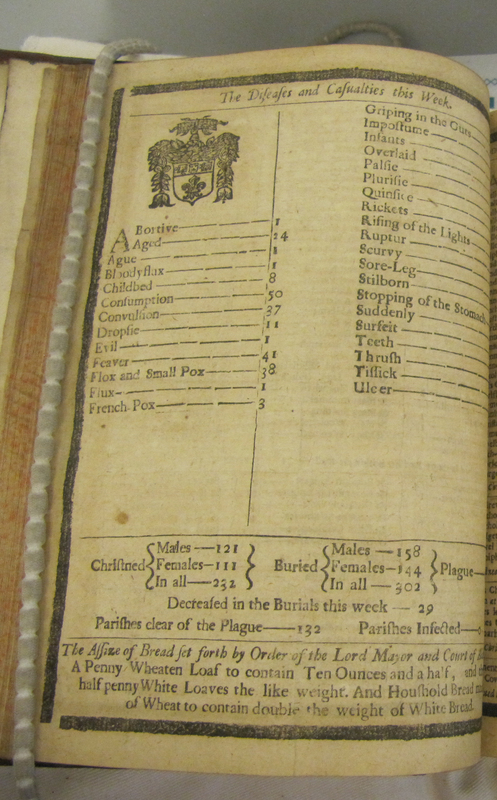 The Diseases and Casualties this Week.
ABortive — 1
Aged — 24
Ague — 1
Bloody flux — 1
Childbed — 8
Consumption — 50
Convulsion — 37
Dropsie — 11
Evil — 1
Feaver — 41
Flox and Small Pox — 38
Flux — 1
French Pox — 3
Griping in the Guts
Impostume
Infants
Overlaid
Palsie
Plurisie
Quinsie
Rickets
Rising of the Lights
Ruptur
Scurvy
Sore-Leg
Stilborn
Stopping of the Stomach
Suddenly
Surfeit
Teeth
Thrush
Tissick
Ulcer
Christned { Males — 121
Females — 111
In all — 232 }
Buried { Males — 158
Females — 144
In all — 302 } Plague
Decreased in the Burials this week — 29
Parishes clear of the Plague — 132 Parishes Infected —
The Assize of Bread set forth by Order of the Lord Mayor and Court of
A Penny Wheaten Loaf to contain Ten Ounces and a half, and
half penny White Loaves the like weight. And Houshold Bread
of Wheat to contain double the weight of White Bread.